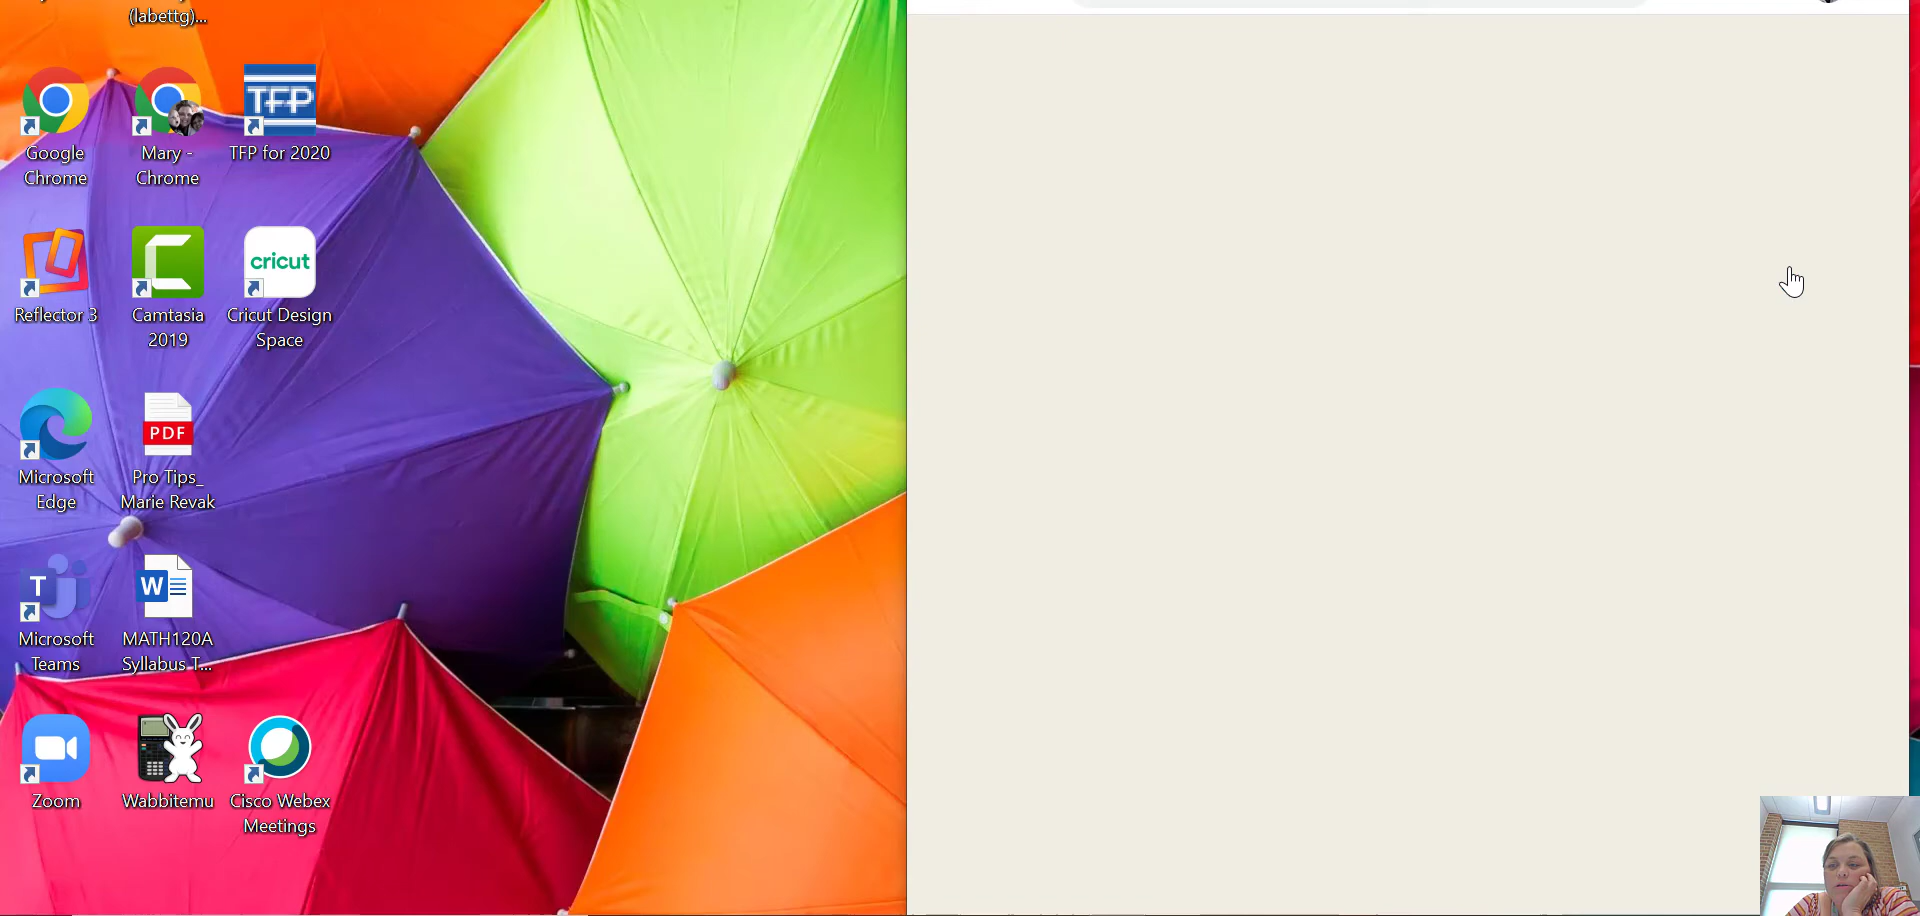 (labettg)...
Google
Chrome
Mary -
Chrome
TFP
TFP for 2020
Reflector 3
Camtasia
2019
cricut
Cricut Design
Space
Microsoft
Edge
PDF
Pro Tips_
Marie Revak
T
Microsoft
Teams
W
MATH120A
Syllabus T...
Zoom
Wabbitemu
Cisco Webex
Meetings